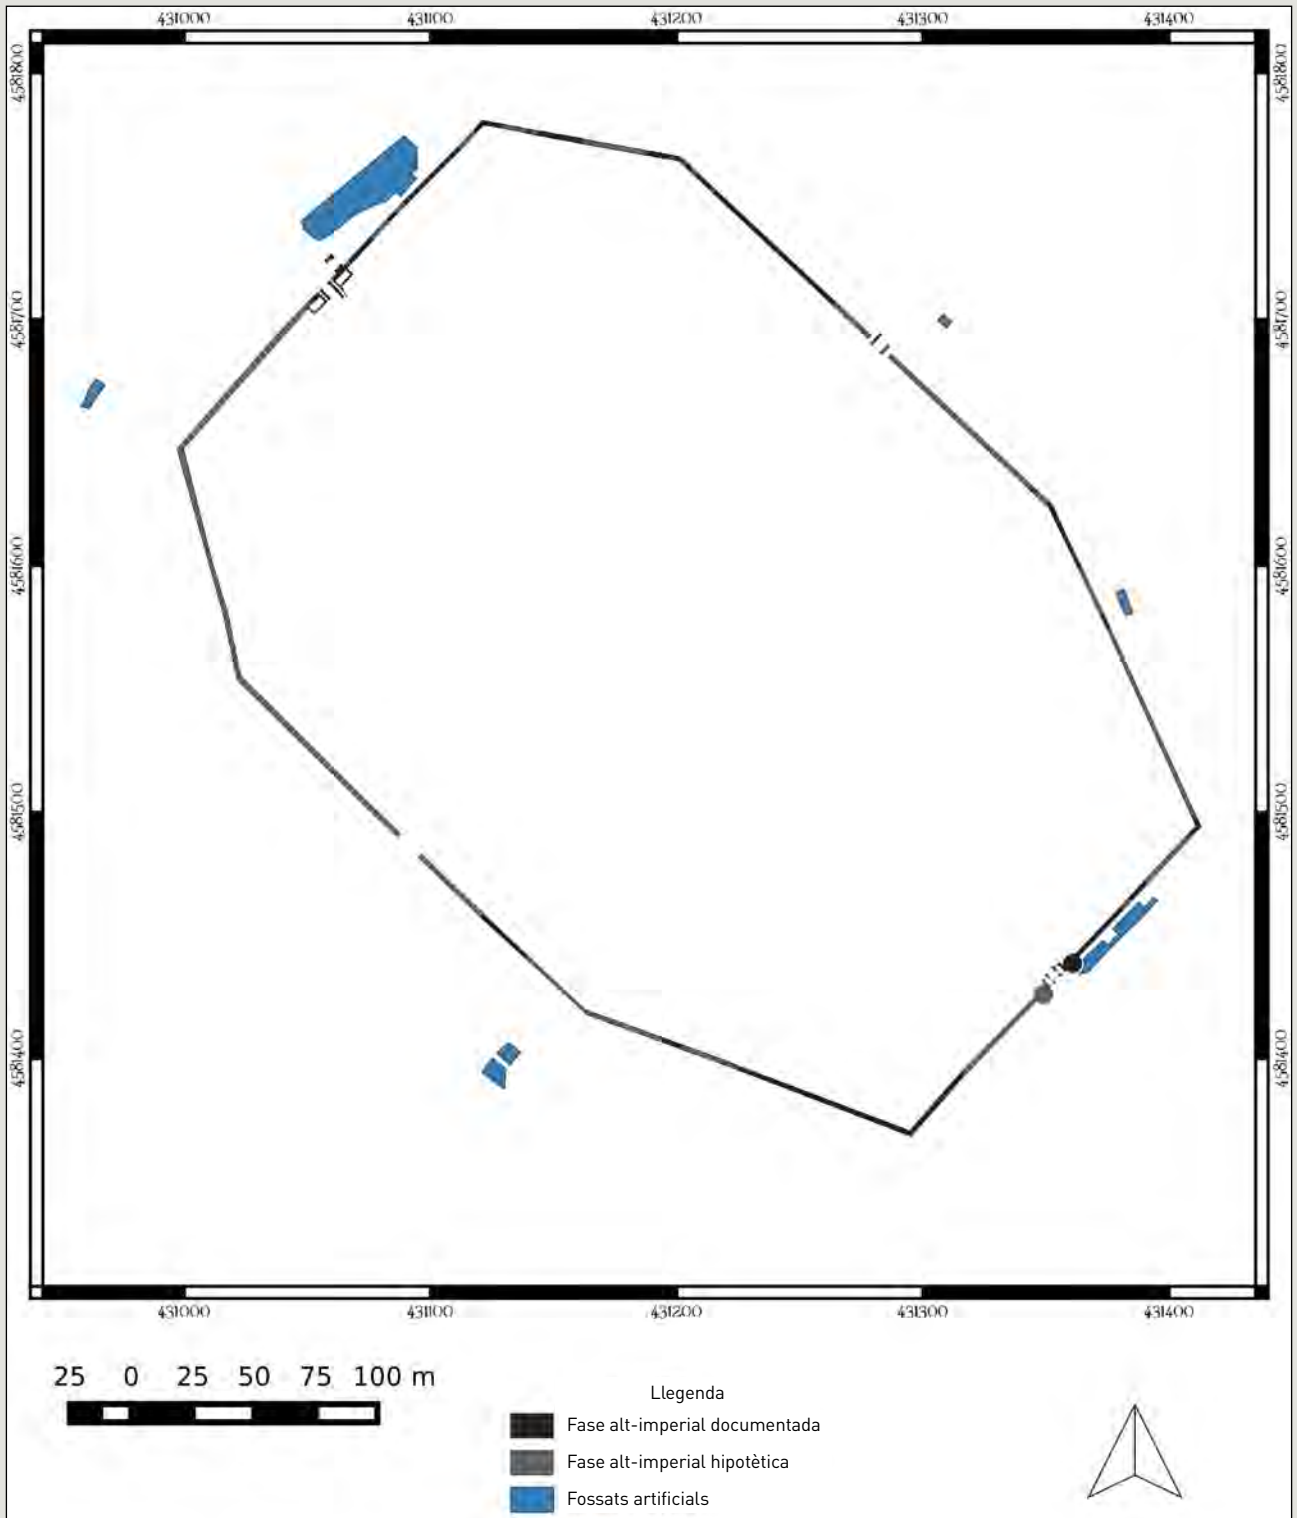 431000 431100 431200 431300 431400
4581800 4581800
4581700 4581700
4581600 4581600
4581500 4581500
4581400 4581400
431000 431100 431200 431300 431400
25 0 25 50 75 100 m
Llegenda
Fase alt-imperial documentada
Fase alt-imperial hipotètica
Fossats artificials